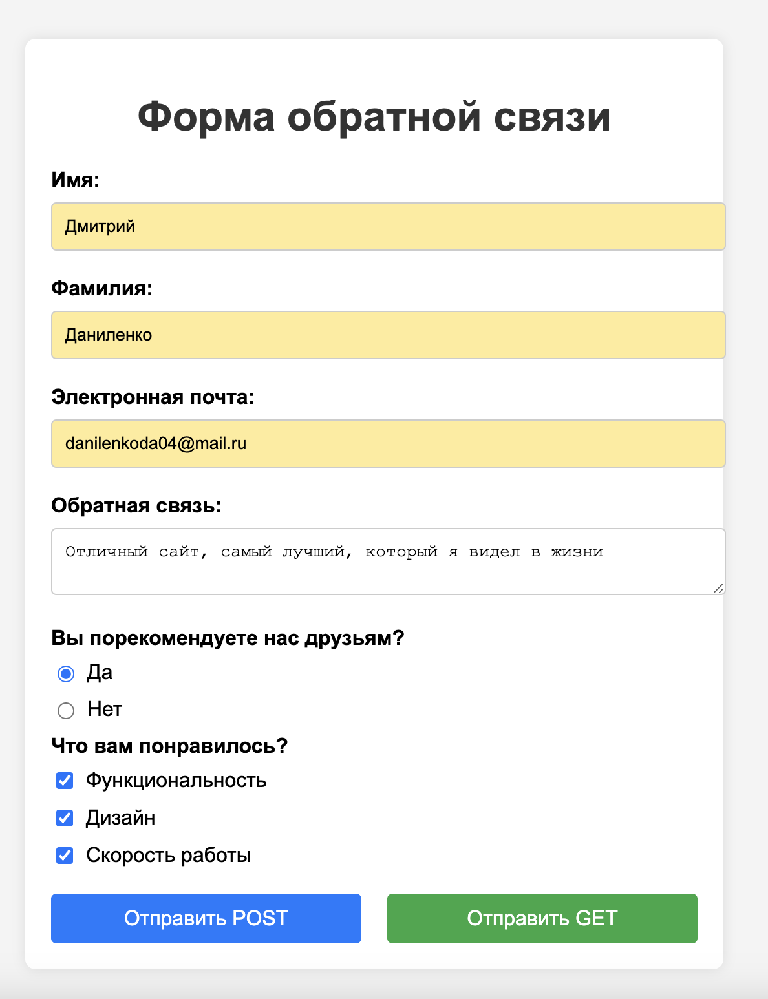 Форма обратной связи
Имя:
Дмитрий
Фамилия:
Даниленко
Электронная почта:
danilenkoda04@mail.ru
Обратная связь:
Отличный сайт, самый лучший, который я видел в жизни
Вы порекомендуете нас друзьям?
Да
Нет
Что вам понравилось?
Функциональность
Дизайн
Скорость работы
Отправить POST
Отправить GET